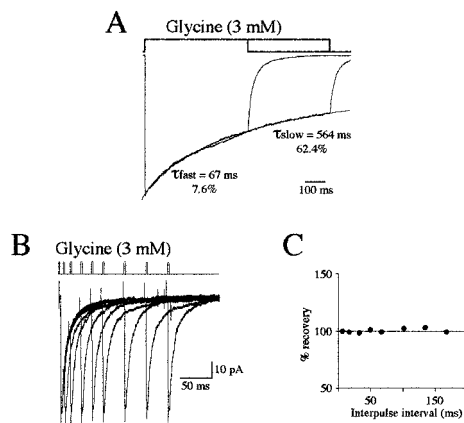 A
Glycine (3 mM)
τfast = 67 ms
7.6%
τslow = 564 ms
62.4%
100 ms
B
Glycine (3 mM)
10 pA
50 ms
C
150
100
50
% recovery
50
150
Interpulse interval (ms)